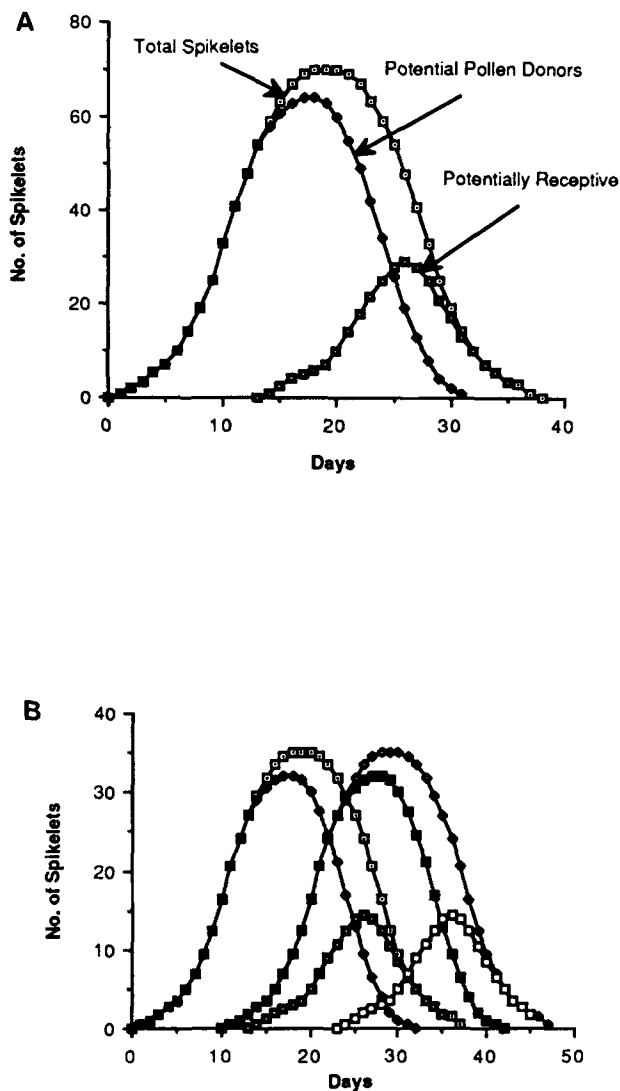 A
80
Total Spikelets
Potential Pollen Donors
60
Potentially Receptive
No. of Spikelets
40
20
0
0 10 20 30 40
Days
B
40
30
No. of Spikelets
20
10
0
0 10 20 30 40 50
Days